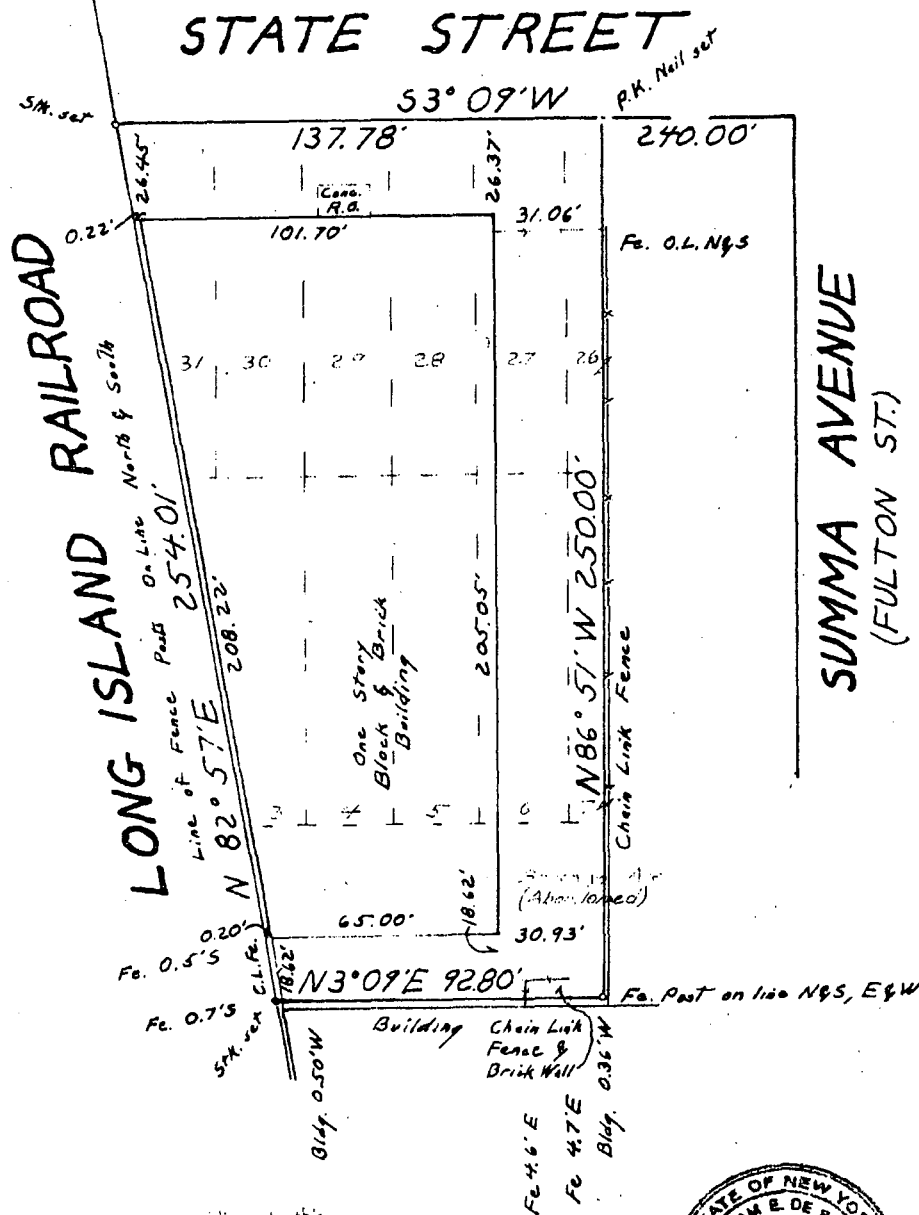 STATE STREET
Stk. set
S3° 09'W
P.K. Nail set
137.78'
240.00'
26.45'
Conc. R.O.
26.37'
0.22'
101.70'
31.06'
Fe. O.L. N&S
LONG ISLAND RAILROAD
Line of Fence Posts On Line North & South
N 82° 57'E 254.01'
208.22'
31 30 29 28 27 26
SUMMA AVENUE
(FULTON ST.)
One Story
Block & Brick
Building
205.05'
N86° 51'W 250.00'
Chain Link Fence
3 4 5 6
(Abandoned)
0.20'
65.00'
18.62'
30.93'
Fe. 0.5'S
C.L. Fe.
18.62'
N3° 09'E 92.80'
Fe. Post on line N&S, E&W
Fe. 0.7'S
Stk. set
Building
Chain Link
Fence &
Brick Wall
Bldg. 0.50'W
Fe 4.6' E
Fe 4.7' E
Bldg. 0.36'W
STATE OF NEW YO